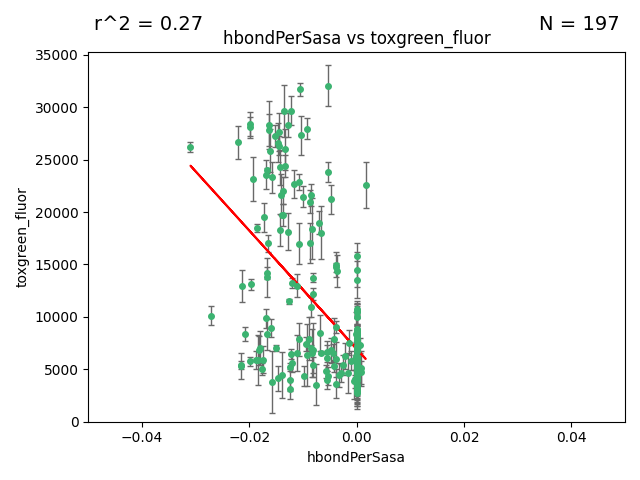 r^2 = 0.27
N = 197
hbondPerSasa vs toxgreen_fluor
35000
30000
25000
20000
15000
10000
5000
0
toxgreen_fluor
−0.04
−0.02
0.00
0.02
0.04
hbondPerSasa